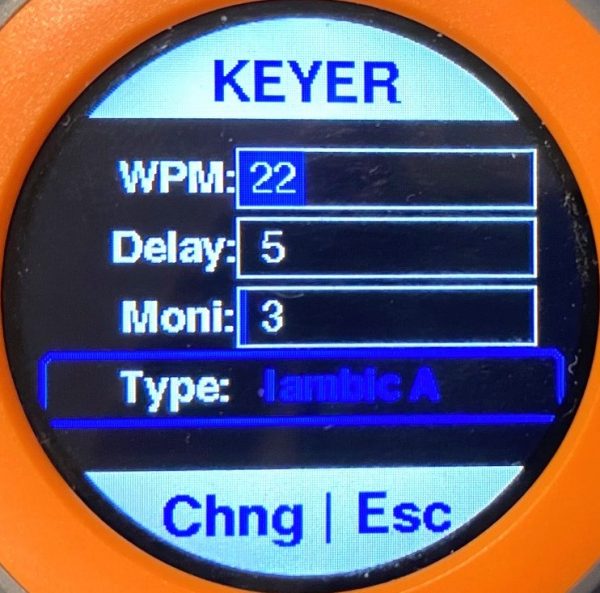 KEYER
WPM: 22
Delay: 5
Moni: 3
Type: Iambic A
Chng | Esc